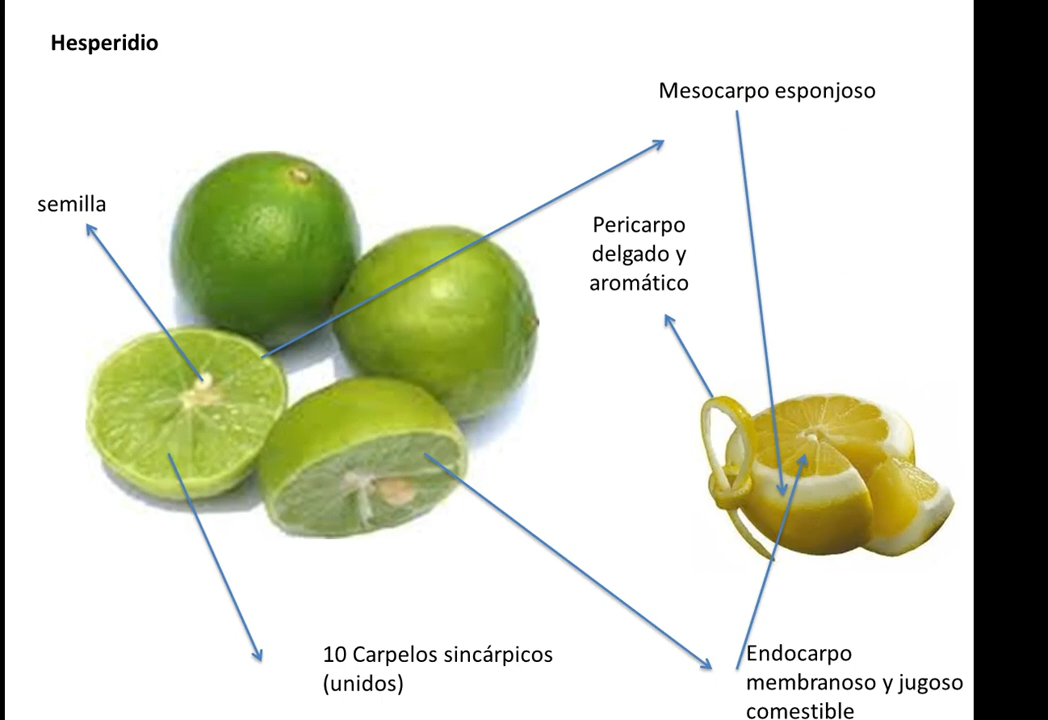 Hesperidio
Mesocarpo esponjoso
semilla
Pericarpo
delgado y
aromático
10 Carpelos sincárpicos
(unidos)
Endocarpo
membranoso y jugoso
comestible